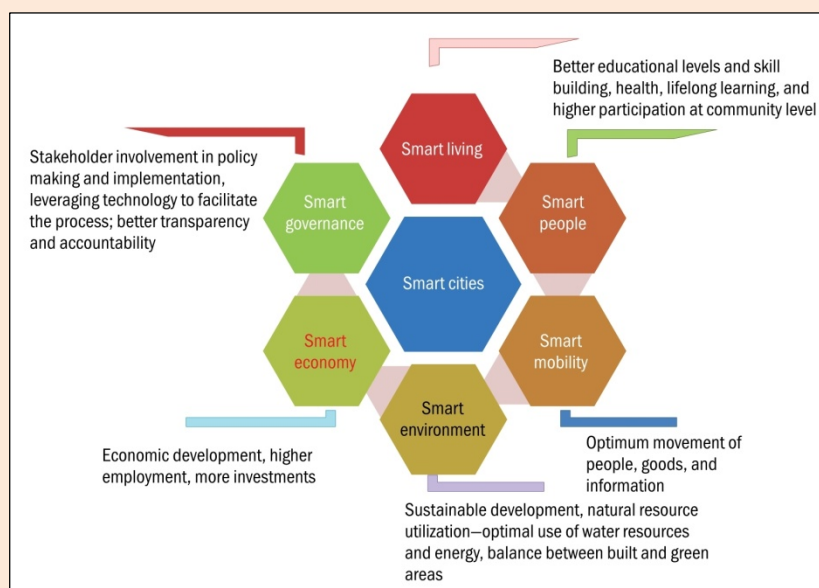 Better educational levels and skill
building, health, lifelong learning, and
higher participation at community level
Stakeholder involvement in policy
making and implementation,
leveraging technology to facilitate
the process; better transparency
and accountability
Smart living
Smart
governance
Smart
people
Smart cities
Smart
economy
Smart
mobility
Smart
environment
Economic development, higher
employment, more investments
Optimum movement of
people, goods, and
information
Sustainable development, natural resource
utilization—optimal use of water resources
and energy, balance between built and green
areas